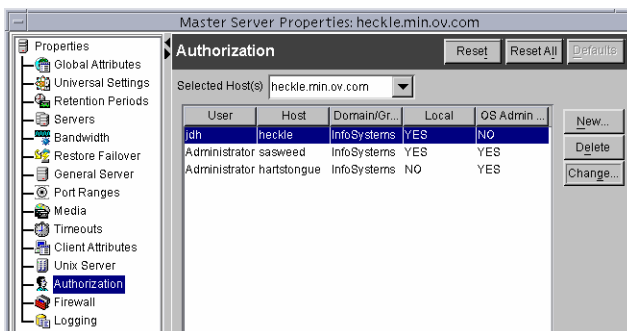 Master Server Properties: heckle.min.ov.com
Properties
Global Attributes
Universal Settings
Retention Periods
Servers
Bandwidth
Restore Failover
General Server
Port Ranges
Media
Timeouts
Client Attributes
Unix Server
Authorization
Firewall
Logging
Authorization
Reset
Reset All
Defaults
Selected Host(s) heckle.min.ov.com
User Host Domain/Gr... Local OS Admin ...
jdh heckle InfoSystems YES NO
Administrator sasweed InfoSystems YES YES
Administrator hartstongue InfoSystems NO YES
New...
Delete
Change...